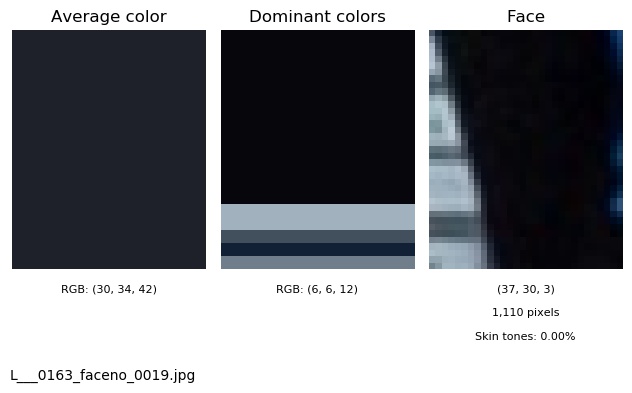 Average color
Dominant colors
Face
RGB: (30, 34, 42)
RGB: (6, 6, 12)
(37, 30, 3)
1,110 pixels
Skin tones: 0.00%
L___0163_faceno_0019.jpg